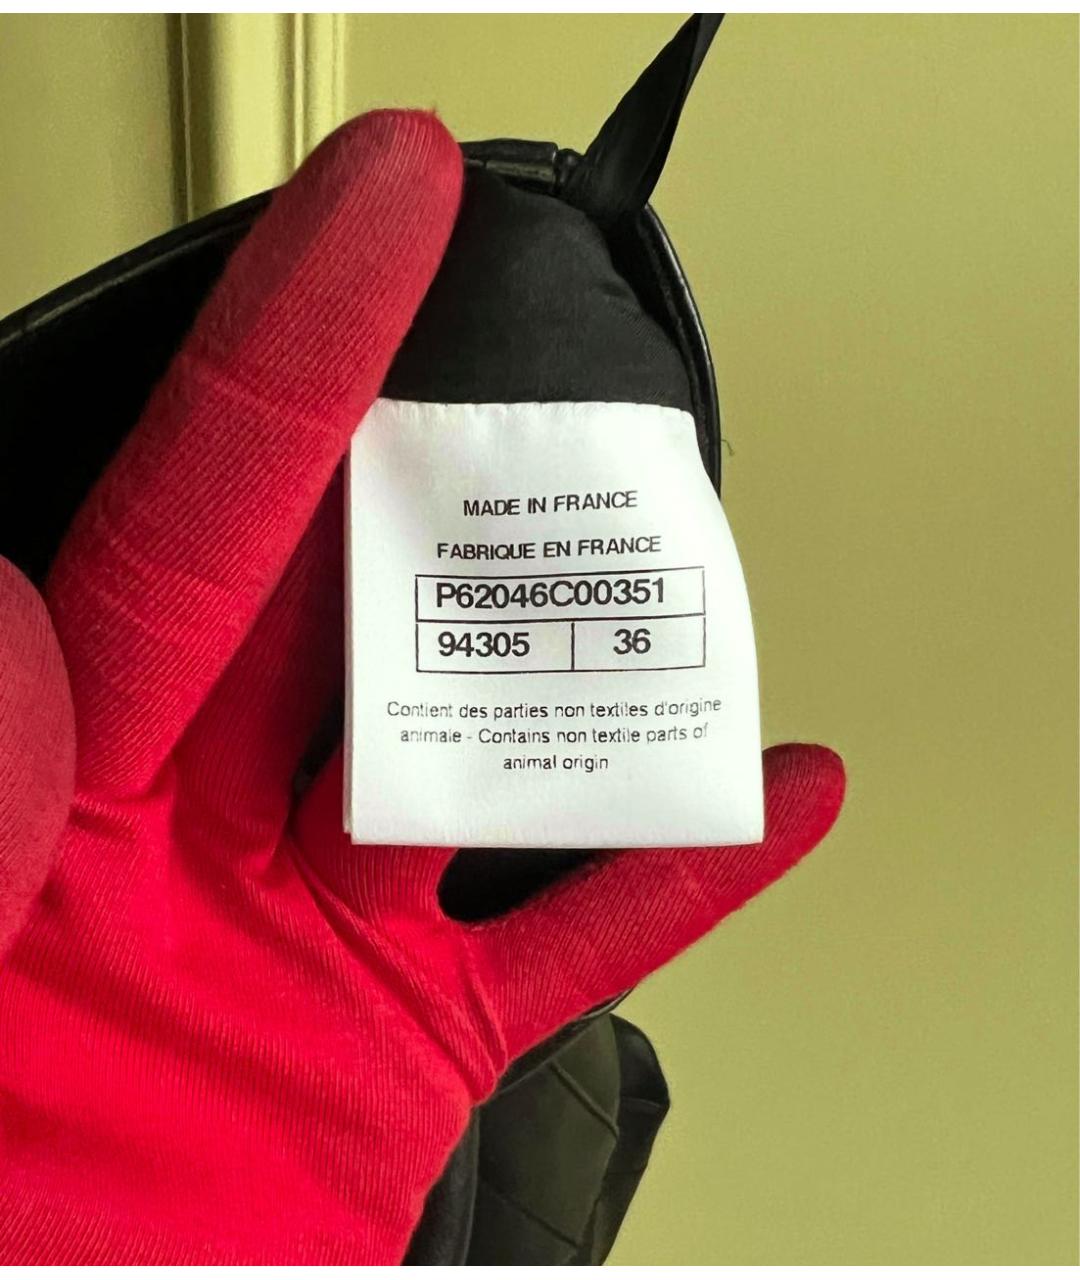 MADE IN FRANCE
FABRIQUE EN FRANCE
P62046C00351
94305 36
Contient des parties non textiles d'origine
animale - Contains non textile parts of
animal origin